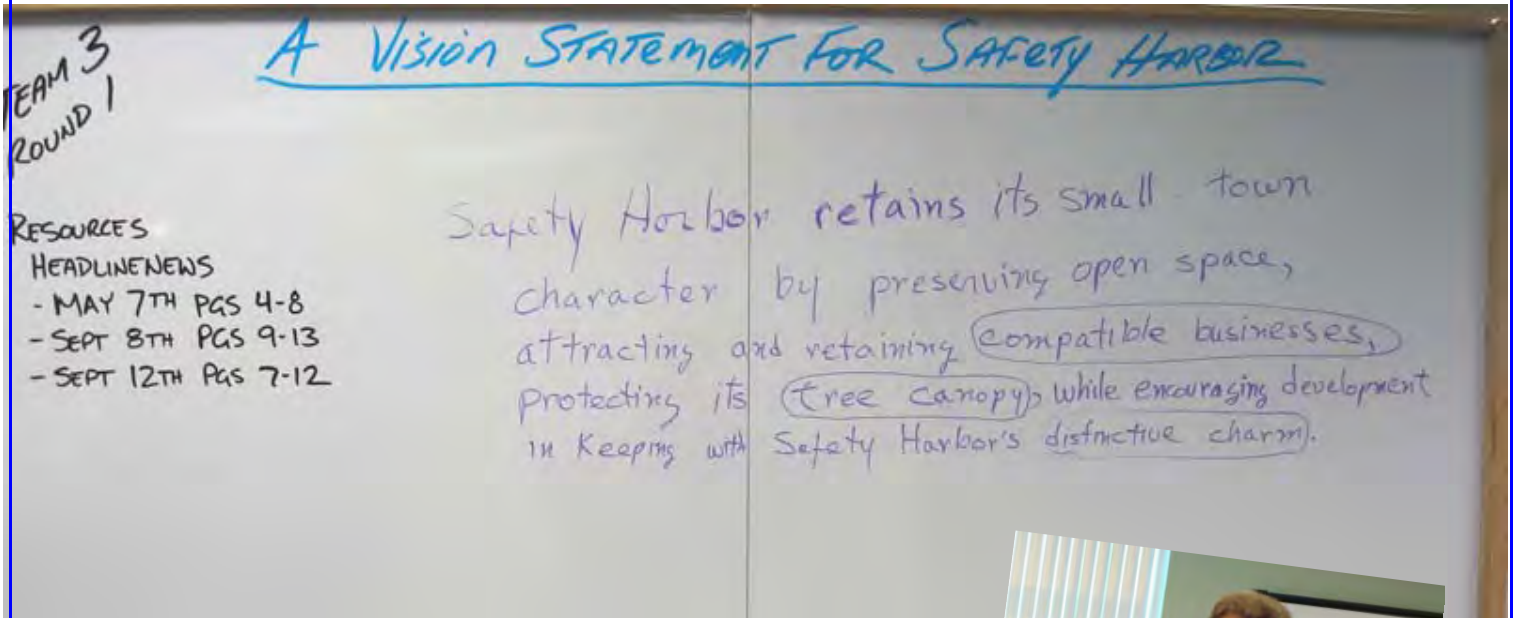 A Vision Statement For Safety Harbor
TEAM 3
ROUND 1
RESOURCES
HEADLINE NEWS
- MAY 7TH PGS 4-8
- SEPT 8TH PGS 9-13
- SEPT 12TH PGS 7-12
Safety Harbor retains its small town
character by preserving open space,
attracting and retaining compatible businesses,
protecting its tree canopy, while encouraging development
in keeping with Safety Harbor's distinctive charm.